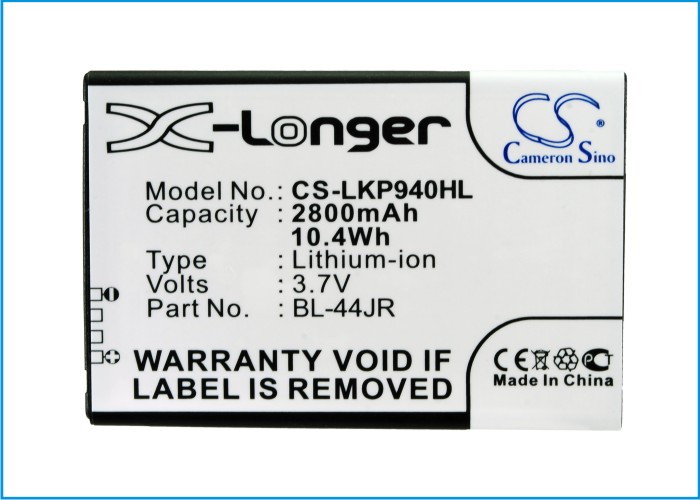 X-Longer
CS
®
Cameron Sino
Model No.: CS-LKP940HL
Capacity : 2800mAh
10.4Wh
Type : Lithium-ion
Volts : 3.7V
Part No. : BL-44JR
WARRANTY VOID IF
LABEL IS REMOVED
CE
Made In China